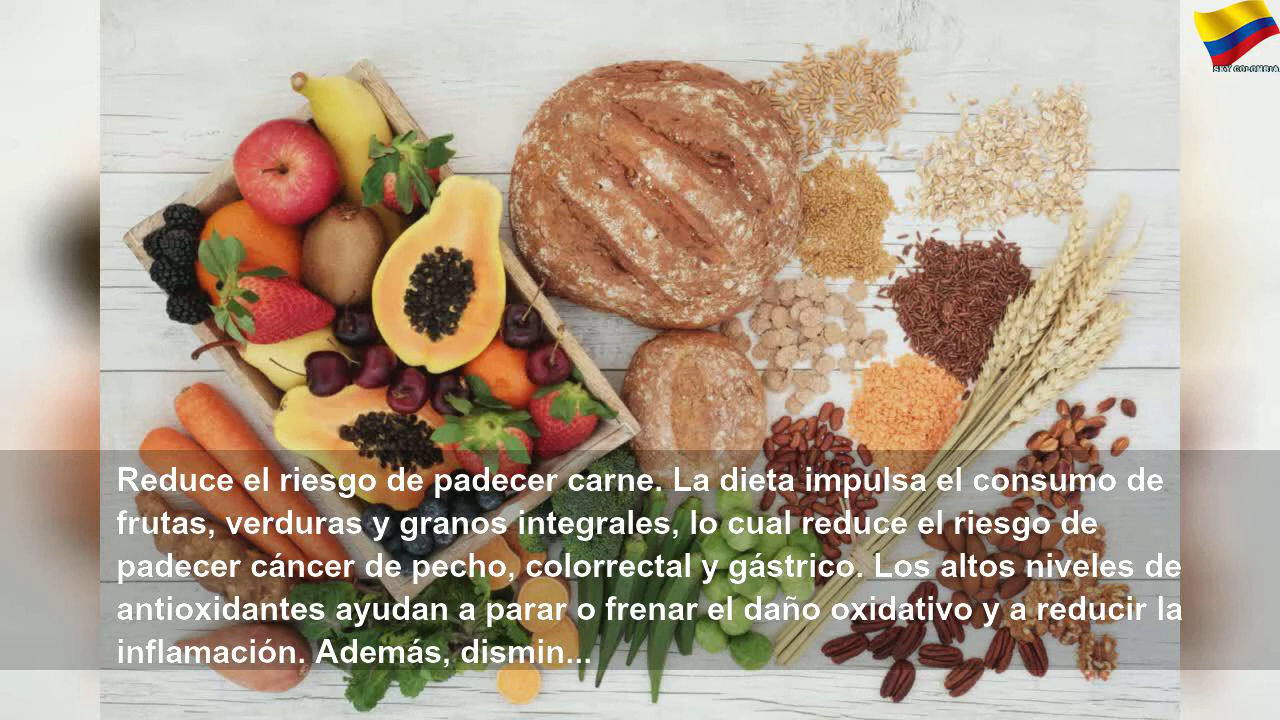 SKY COLOMBIA
Reduce el riesgo de padecer carne. La dieta impulsa el consumo de
frutas, verduras y granos integrales, lo cual reduce el riesgo de
padecer cáncer de pecho, colorrectal y gástrico. Los altos niveles de
antioxidantes ayudan a parar o frenar el daño oxidativo y a reducir la
inflamación. Además, dismin...